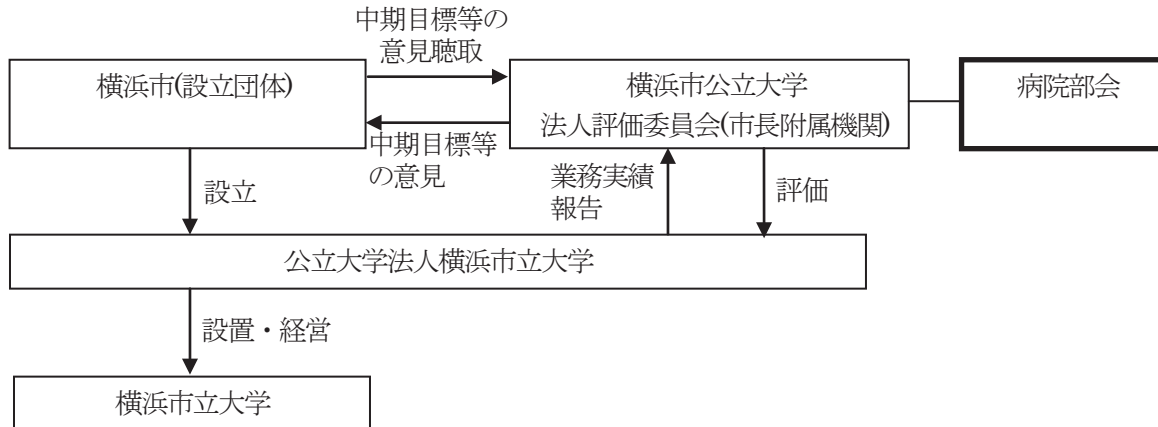 中期目標等の
意見聴取
横浜市(設立団体)
横浜市公立大学
法人評価委員会(市長附属機関)
病院部会
中期目標等
の意見
設立
業務実績
報告
評価
公立大学法人横浜市立大学
設置・経営
横浜市立大学